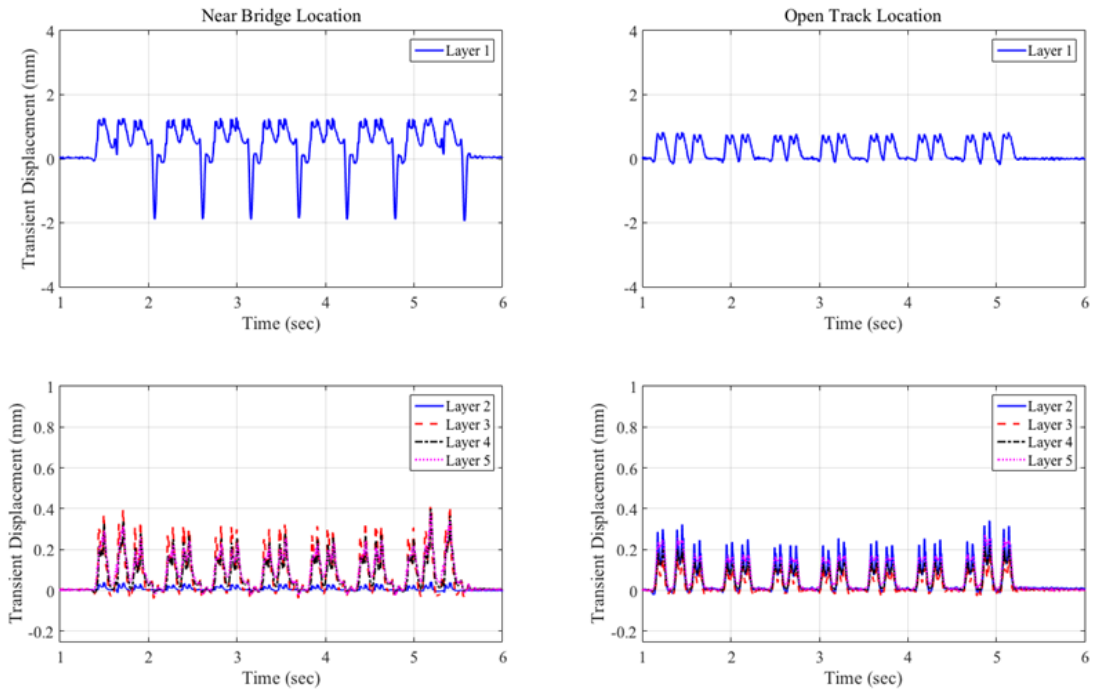 Near Bridge Location
4
2
0
-2
-4
Transient Displacement (mm)
Layer 1
1 2 3 4 5 6
Time (sec)
Open Track Location
4
2
0
-2
-4
Transient Displacement (mm)
Layer 1
1 2 3 4 5 6
Time (sec)
1
0.8
0.6
0.4
0.2
0
-0.2
Transient Displacement (mm)
Layer 2
Layer 3
Layer 4
Layer 5
1 2 3 4 5 6
Time (sec)
1
0.8
0.6
0.4
0.2
0
-0.2
Transient Displacement (mm)
Layer 2
Layer 3
Layer 4
Layer 5
1 2 3 4 5 6
Time (sec)